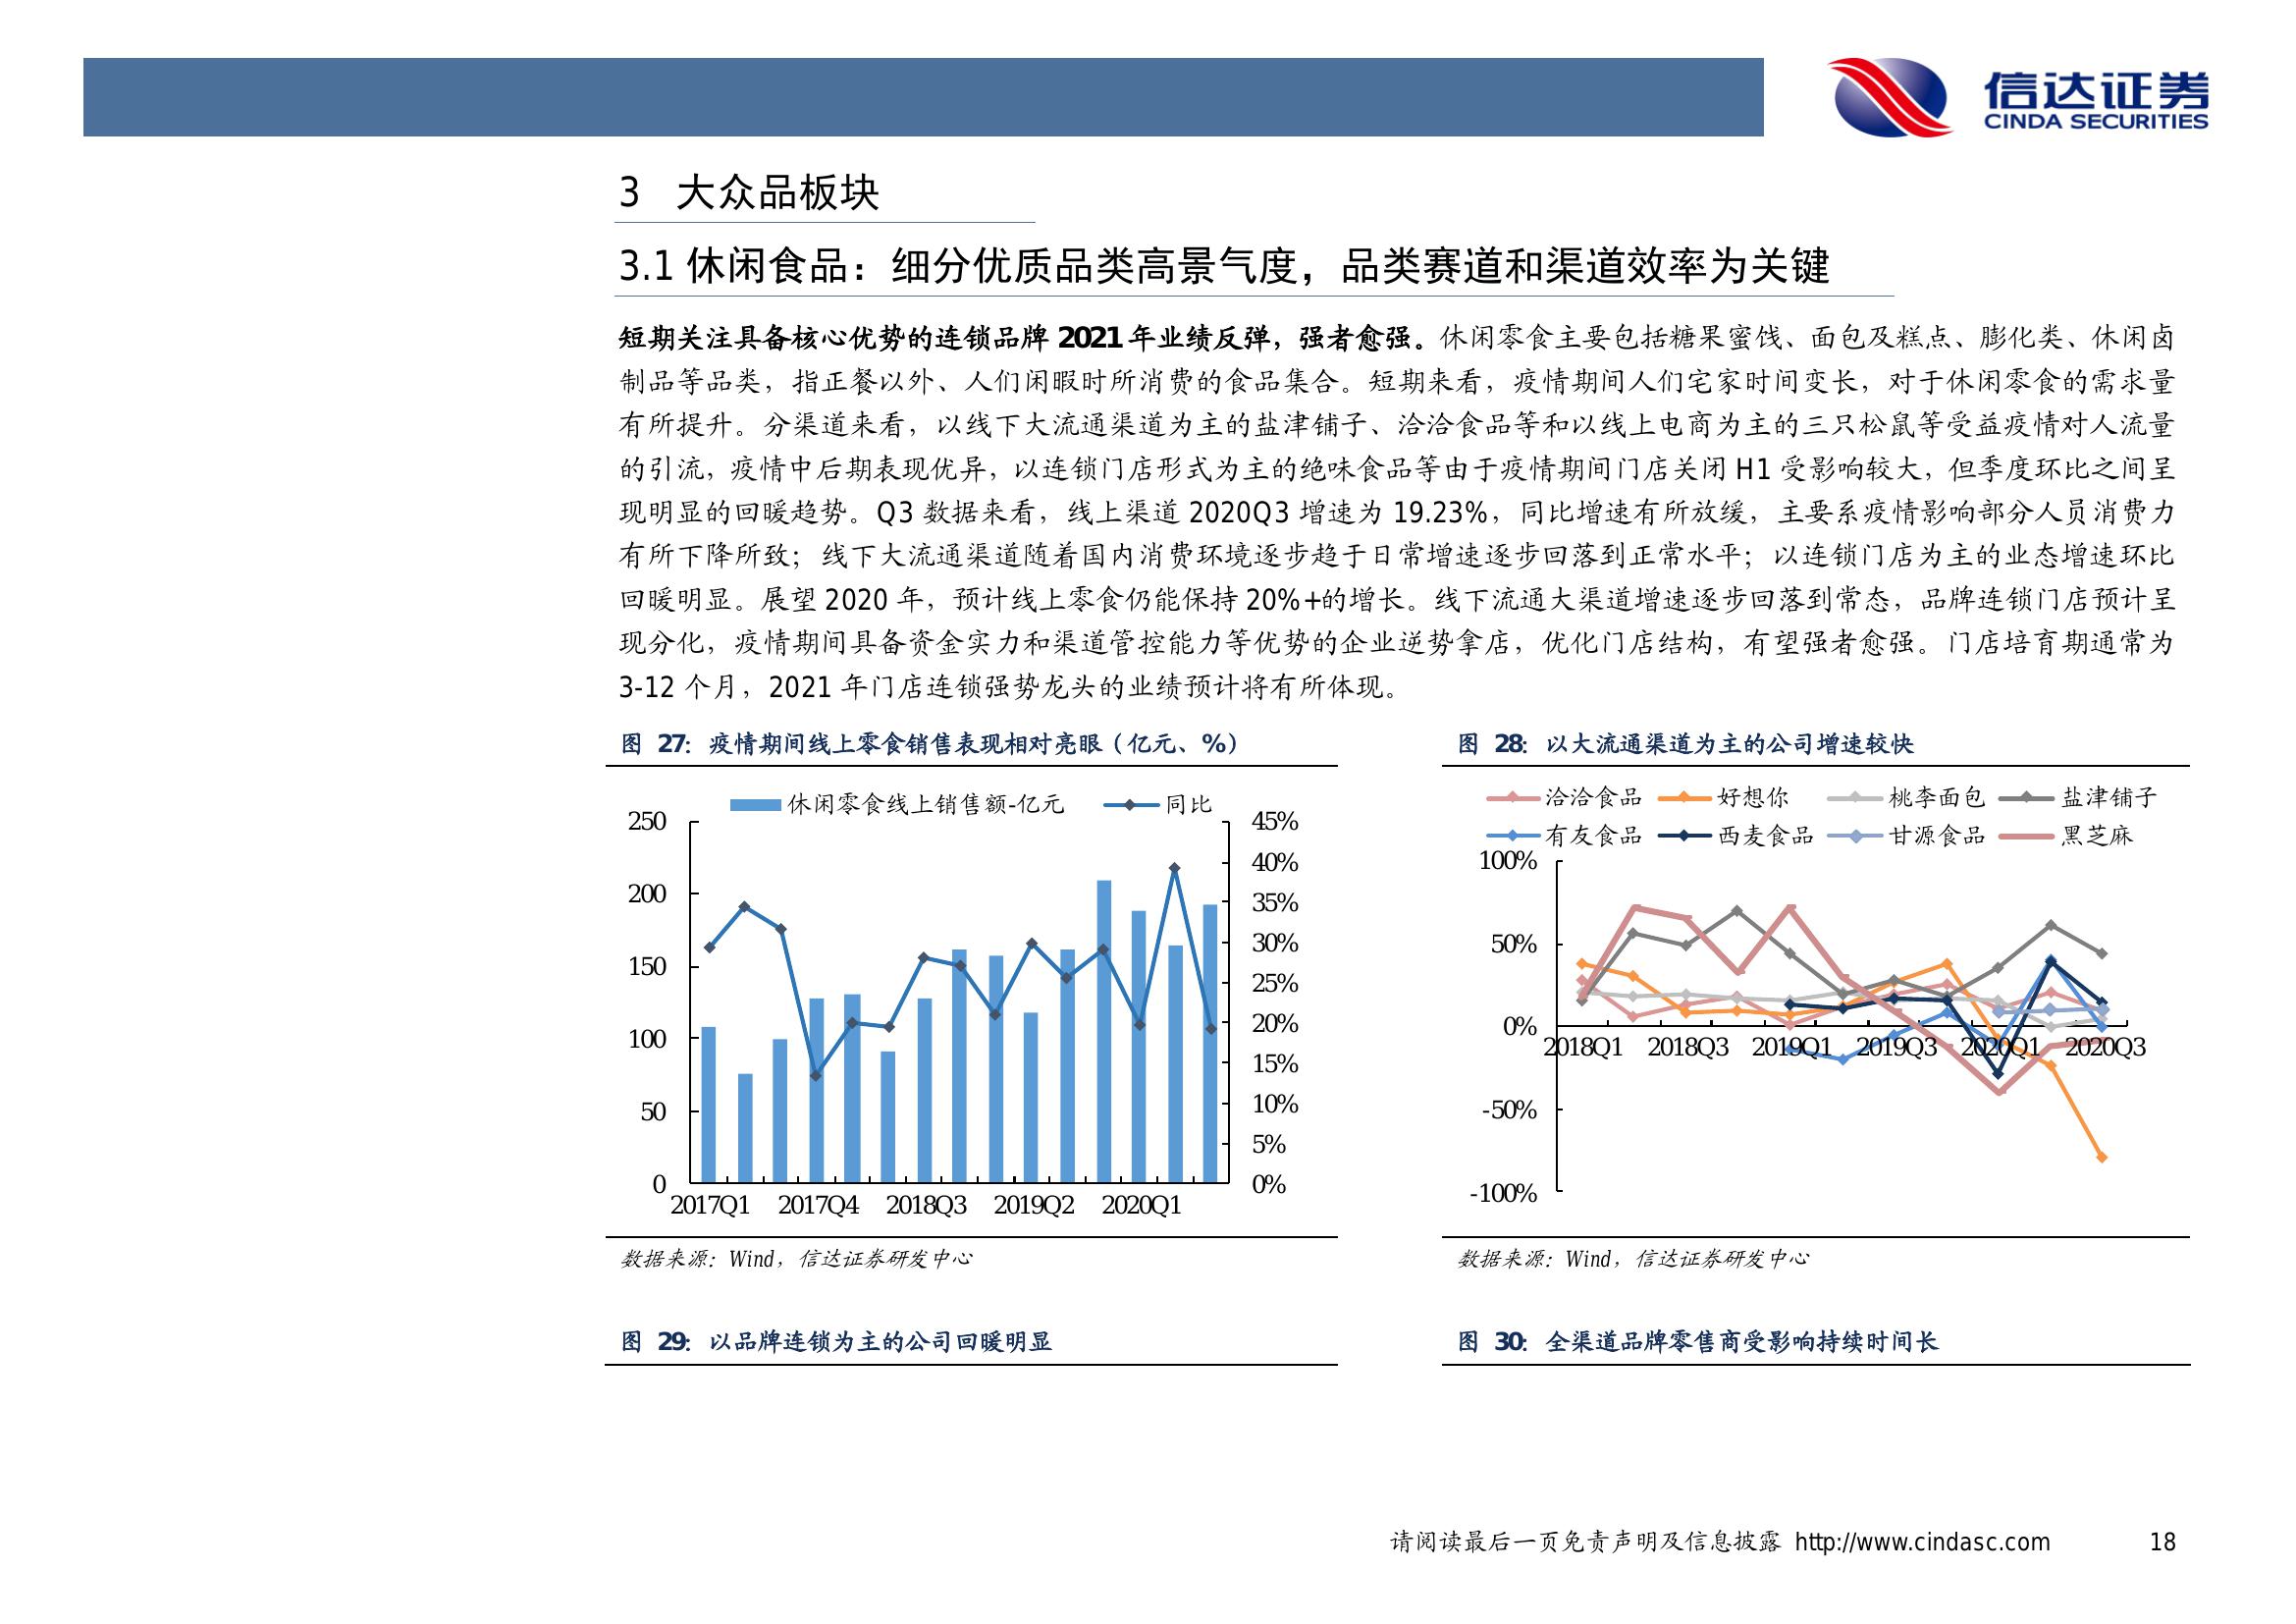 信达证券
CINDA SECURITIES
3 大众品板块
3.1 休闲食品：细分优质品类高景气度，品类赛道和渠道效率为关键
短期关注具备核心优势的连锁品牌 2021 年业绩反弹，强者愈强。休闲零食主要包括糖果蜜饯、面包及糕点、膨化类、休闲卤
制品等品类，指正餐以外、人们闲暇时所消费的食品集合。短期来看，疫情期间人们宅家时间变长，对于休闲零食的需求量
有所提升。分渠道来看，以线下大流通渠道为主的盐津铺子、洽洽食品等和以线上电商为主的三只松鼠等受益疫情对人流量
的引流，疫情中后期表现优异，以连锁门店形式为主的绝味食品等由于疫情期间门店关闭 H1 受影响较大，但季度环比之间呈
现明显的回暖趋势。Q3 数据来看，线上渠道 2020Q3 增速为 19.23%，同比增速有所放缓，主要系疫情影响部分人员消费力
有所下降所致；线下大流通渠道随着国内消费环境逐步趋于日常增速逐步回落到正常水平；以连锁门店为主的业态增速环比
回暖明显。展望 2020 年，预计线上零食仍能保持 20%+的增长。线下流通大渠道增速逐步回落到常态，品牌连锁门店预计呈
现分化，疫情期间具备资金实力和渠道管控能力等优势的企业逆势拿店，优化门店结构，有望强者愈强。门店培育期通常为
3-12 个月，2021 年门店连锁强势龙头的业绩预计将有所体现。
图 27：疫情期间线上零食销售表现相对亮眼（亿元、%）
休闲零食线上销售额-亿元 同比
250
200
150
100
50
0
45%
40%
35%
30%
25%
20%
15%
10%
5%
0%
2017Q1 2017Q4 2018Q3 2019Q2 2020Q1
数据来源：Wind，信达证券研发中心
图 28：以大流通渠道为主的公司增速较快
洽洽食品 好想你 桃李面包 盐津铺子
有友食品 西麦食品 甘源食品 黑芝麻
100%
50%
0%
-50%
-100%
2018Q1 2018Q3 2019Q1 2019Q3 2020Q1 2020Q3
数据来源：Wind，信达证券研发中心
图 29：以品牌连锁为主的公司回暖明显
图 30：全渠道品牌零售商受影响持续时间长
请阅读最后一页免责声明及信息披露 http://www.cindasc.com 18